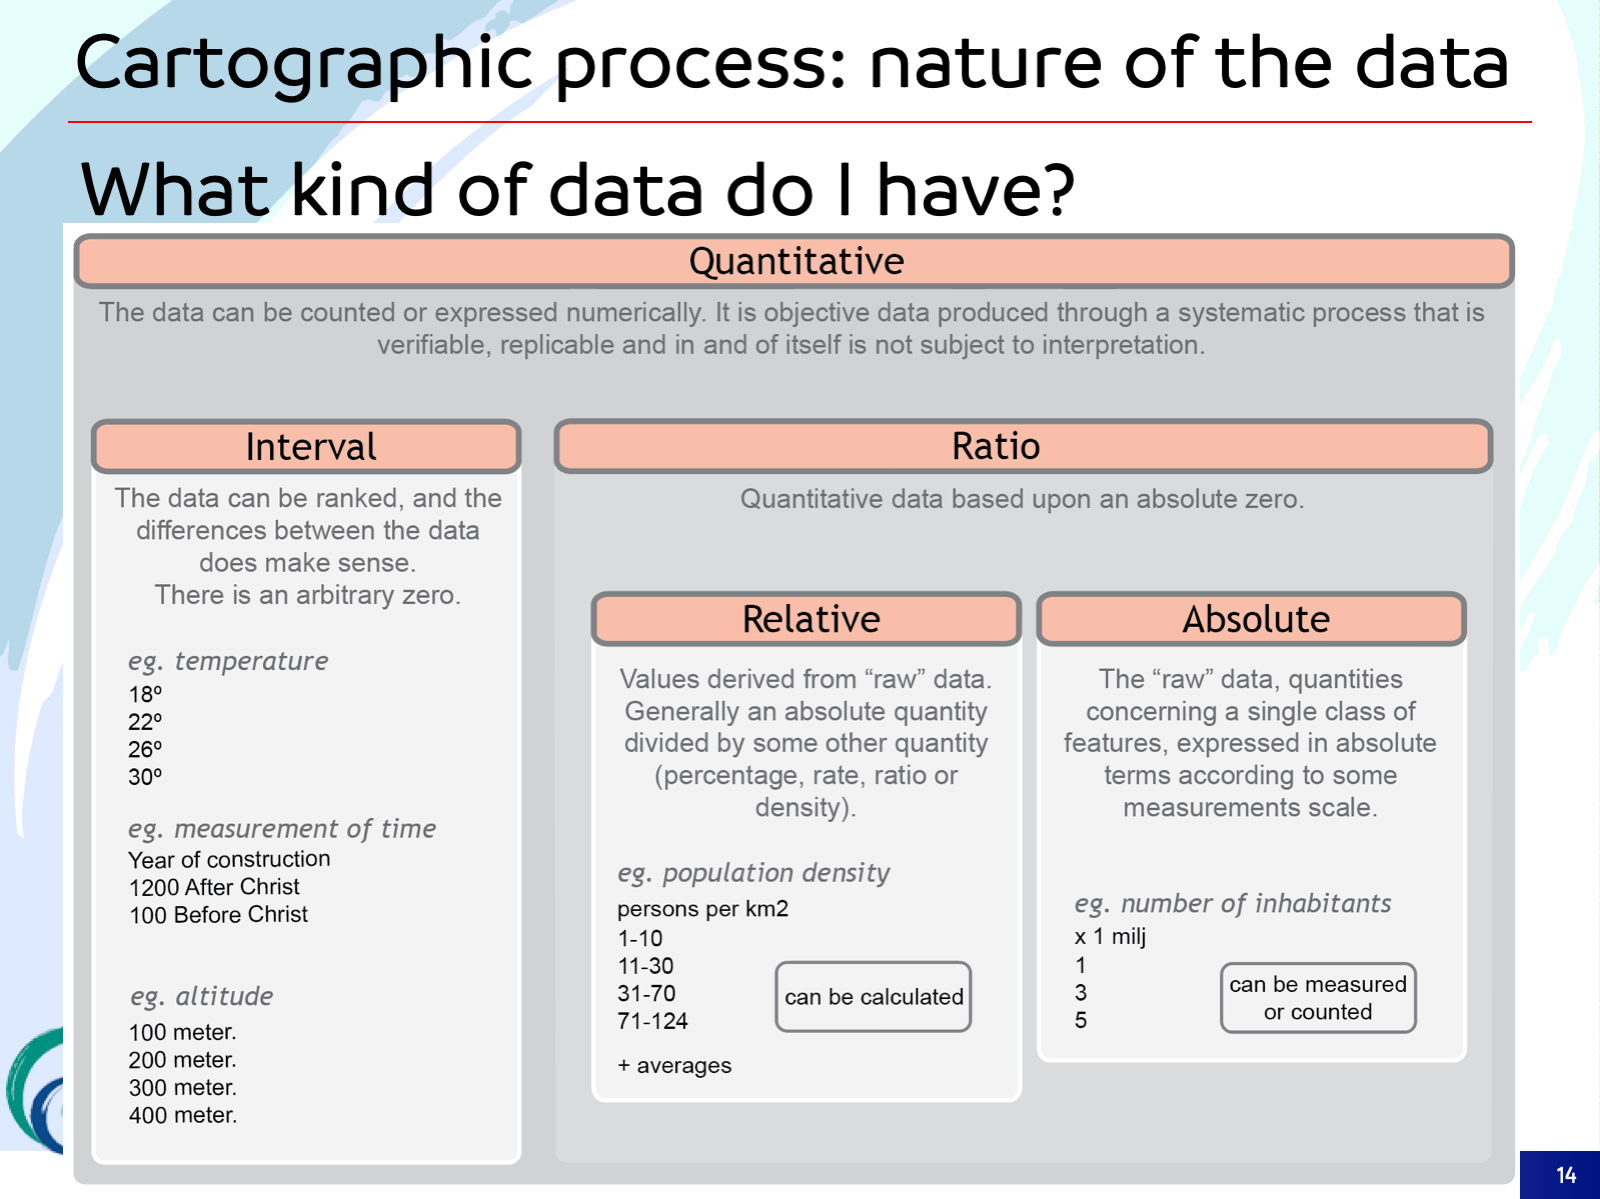 Cartographic process: nature of the data
What kind of data do I have?
Quantitative
The data can be counted or expressed numerically. It is objective data produced through a systematic process that is
verifiable, replicable and in and of itself is not subject to interpretation.
Interval
The data can be ranked, and the
differences between the data
does make sense.
There is an arbitrary zero.
eg. temperature
18º
22º
26º
30º
eg. measurement of time
Year of construction
1200 After Christ
100 Before Christ
eg. altitude
100 meter.
200 meter.
300 meter.
400 meter.
Ratio
Quantitative data based upon an absolute zero.
Relative
Values derived from “raw” data.
Generally an absolute quantity
divided by some other quantity
(percentage, rate, ratio or
density).
eg. population density
persons per km2
1-10
11-30
31-70
71-124
+ averages
can be calculated
Absolute
The “raw” data, quantities
concerning a single class of
features, expressed in absolute
terms according to some
measurements scale.
eg. number of inhabitants
x 1 milj
1
3
5
can be measured
or counted
14